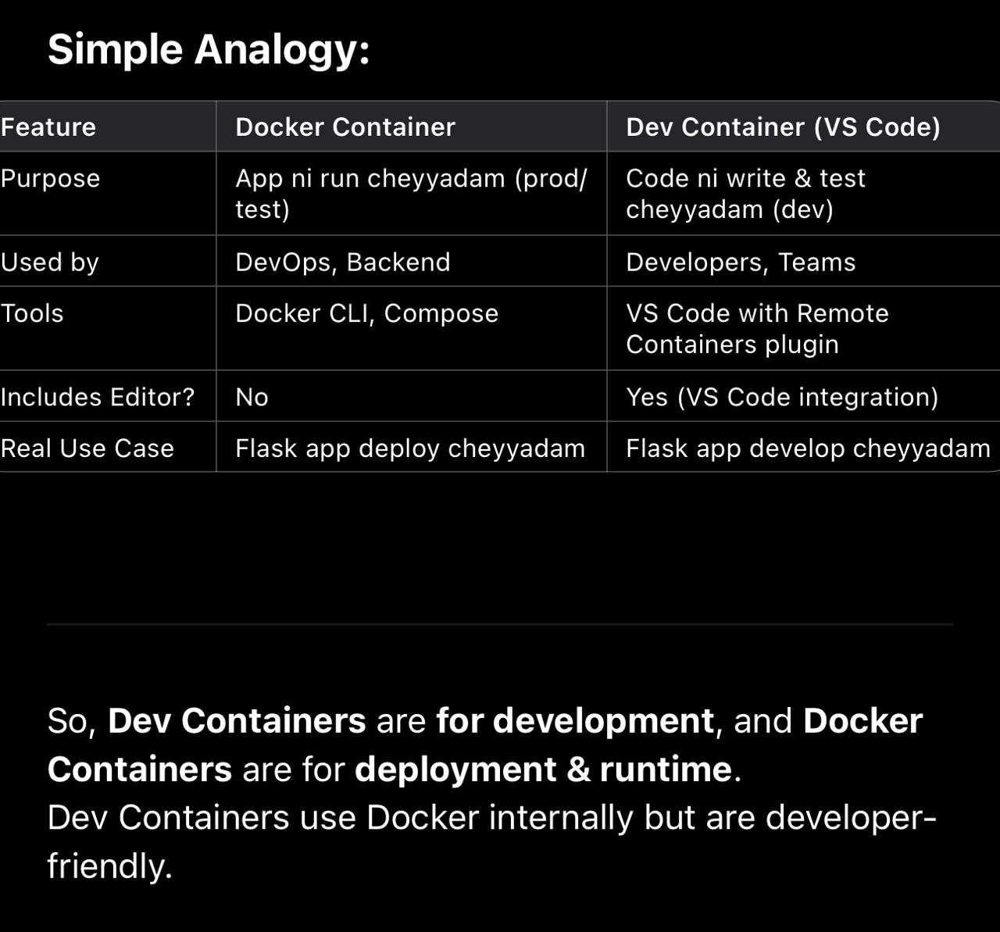 Simple Analogy:
Feature
Docker Container
Dev Container (VS Code)
Purpose
App ni run cheyyadam (prod/
test)
Code ni write & test
cheyyadam (dev)
Used by
DevOps, Backend
Developers, Teams
Tools
Docker CLI, Compose
VS Code with Remote
Containers plugin
Includes Editor?
No
Yes (VS Code integration)
Real Use Case
Flask app deploy cheyyadam
Flask app develop cheyyadam
So, Dev Containers are for development, and Docker
Containers are for deployment & runtime.
Dev Containers use Docker internally but are developer-
friendly.